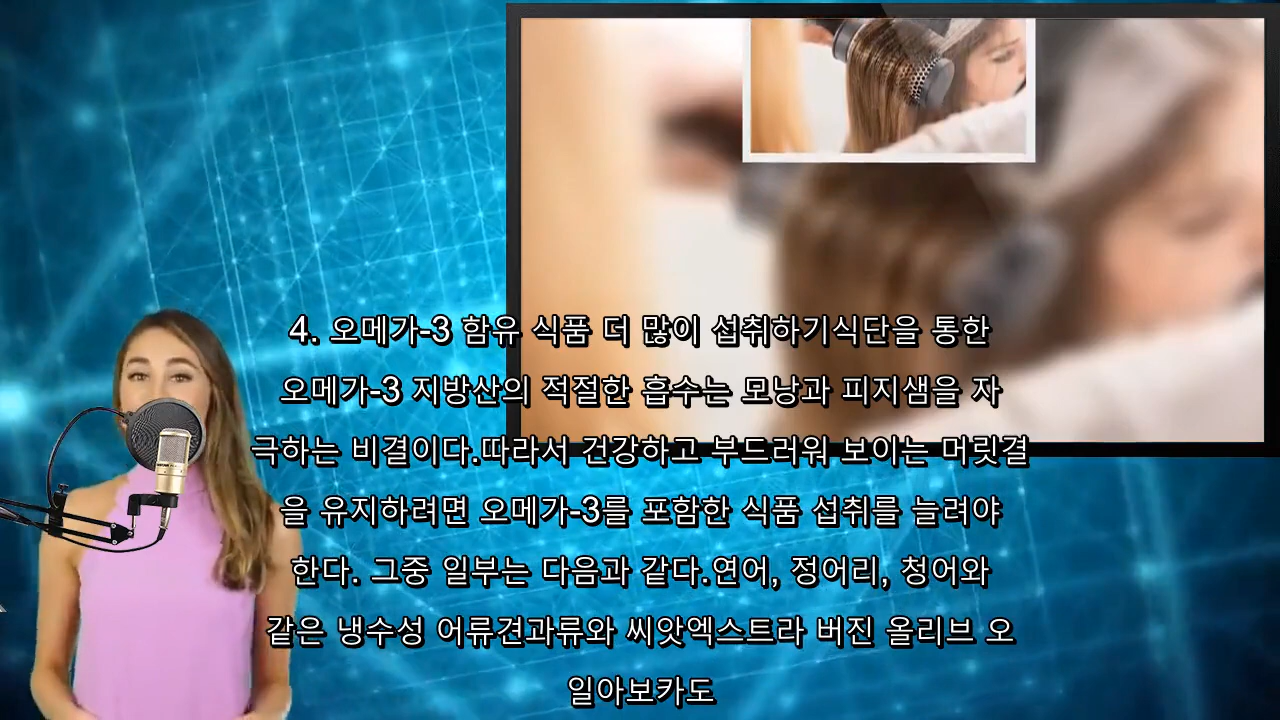 4. 오메가-3 함유 식품 더 많이 섭취하기식단을 통한
오메가-3 지방산의 적절한 흡수는 모낭과 피지샘을 자
극하는 비결이다.따라서 건강하고 부드러워 보이는 머릿결
을 유지하려면 오메가-3를 포함한 식품 섭취를 늘려야
한다. 그중 일부는 다음과 같다.연어, 정어리, 청어와
같은 냉수성 어류견과류와 씨앗엑스트라 버진 올리브 오
일아보카도